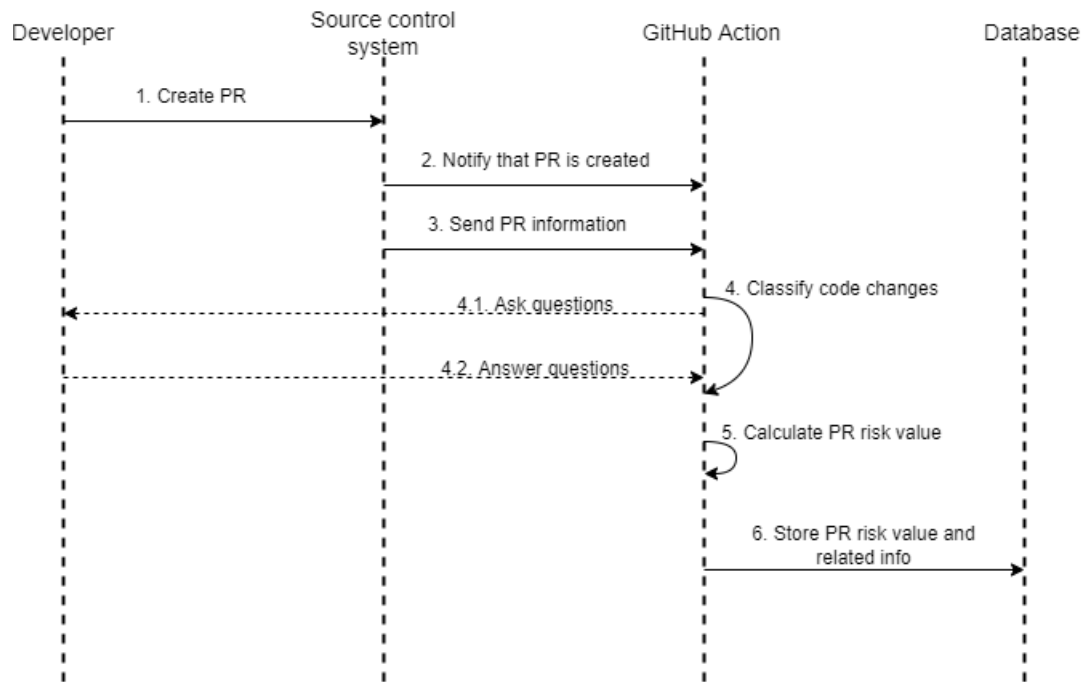 Developer
Source control
system
GitHub Action
Database
1. Create PR
2. Notify that PR is created
3. Send PR information
4. Classify code changes
4.1. Ask questions
4.2. Answer questions
5. Calculate PR risk value
6. Store PR risk value and
related info